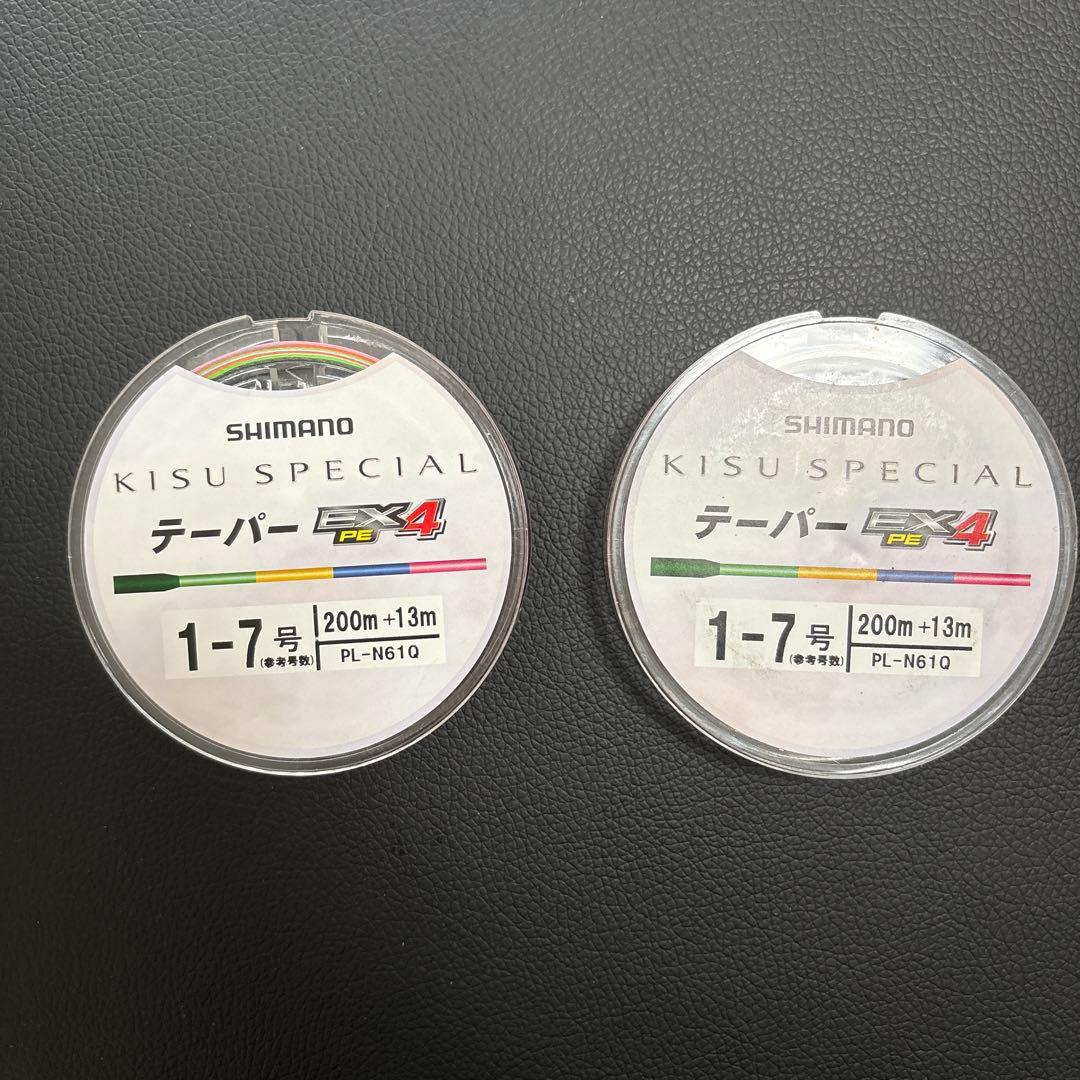 SHIMANO
KISU SPECIAL
テーパー EX4
PE
1-7号
(参考号数)
200m+13m
PL-N61Q
SHIMANO
KISU SPECIAL
テーパー EX4
PE
1-7号
(参考号数)
200m+13m
PL-N61Q